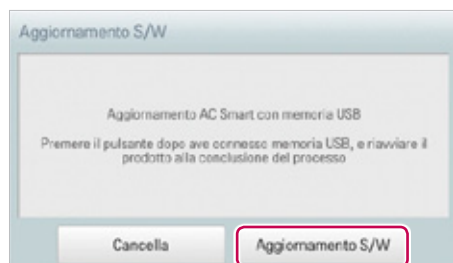 Aggiornamento S/W
Aggiornamento AC Smart con memoria USB
Premere il pulsante dopo ave connesso memoria USB, e riavviare il
prodotto alla conclusione del processo
Cancella
Aggiornamento S/W